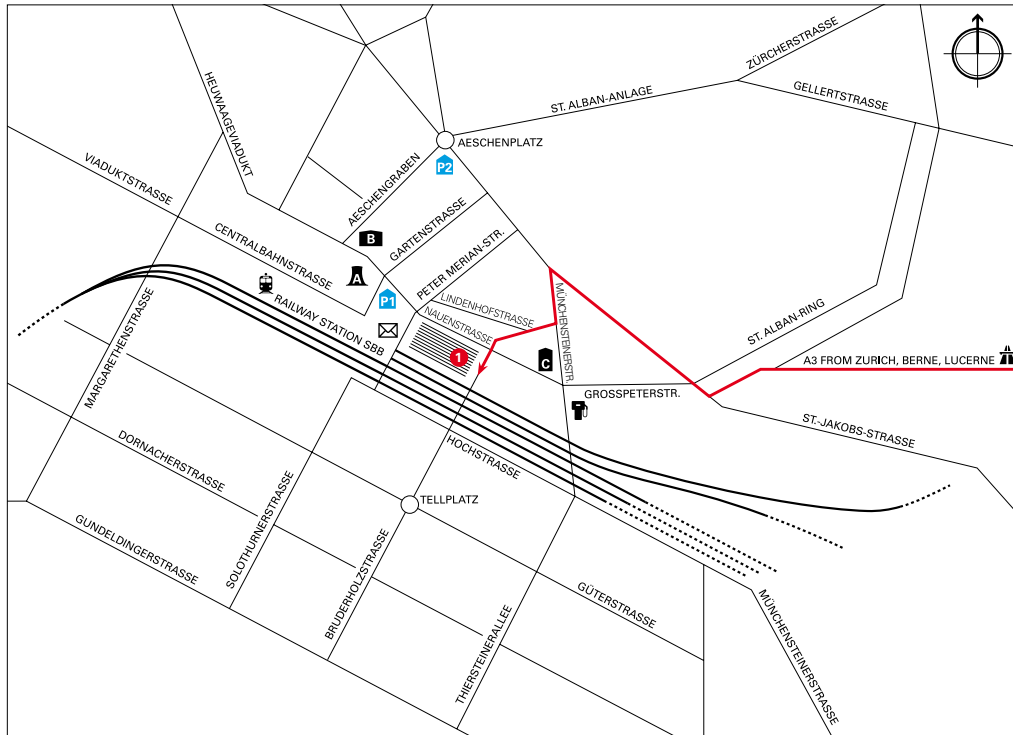 ZÜRCHERSTRASSE
HEUWAAGEVIADUKT
ST. ALBAN-ANLAGE
GELLERTSTRASSE
AESCHENPLATZ
P2
VIADUKTSTRASSE
AESCHENGRABEN
GARTENSTRASSE
B
CENTRALBAHNSTRASSE
A
PETER MERIAN-STR.
P1
RAILWAY STATION SBB
LINDENHOFSTRASSE
NAUENSTRASSE
MÜNCHENSTEINERSTR.
ST. ALBAN-RING
1
C
A3 FROM ZURICH, BERNE, LUCERNE
MARGARETHENSTRASSE
GROSSPETERSTR.
ST.-JAKOBS-STRASSE
DORNACHERSTRASSE
HOCHSTRASSE
TELLPLATZ
GUNDELDINGERSTRASSE
SOLOTHURNERSTRASSE
BRUDERHOLZSTRASSE
GÜTERSTRASSE
THIERSTEINERALLEE
MÜNCHENSTEINERSTRASSE